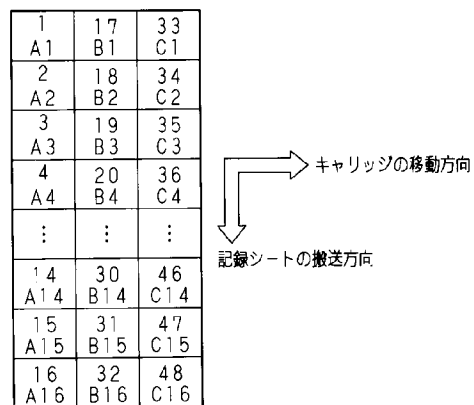 1 17 33
A1 B1 C1
2 18 34
A2 B2 C2
3 19 35
A3 B3 C3
4 20 36
A4 B4 C4
⋮ ⋮ ⋮
14 30 46
A14 B14 C14
15 31 47
A15 B15 C15
16 32 48
A16 B16 C16
キャリッジの移動方向
記録シートの搬送方向